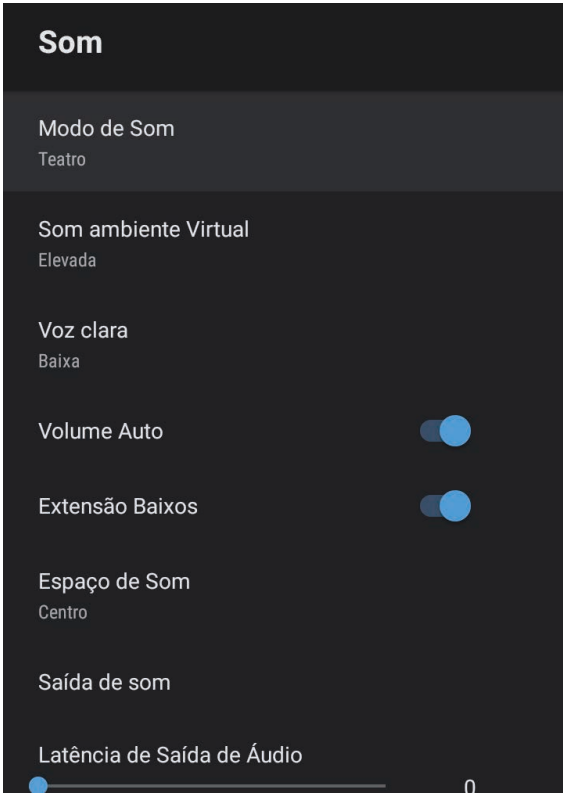 Som
Modo de Som
Teatro
Som ambiente Virtual
Elevada
Voz clara
Baixa
Volume Auto
Extensão Baixos
Espaço de Som
Centro
Saída de som
Latência de Saída de Áudio
0